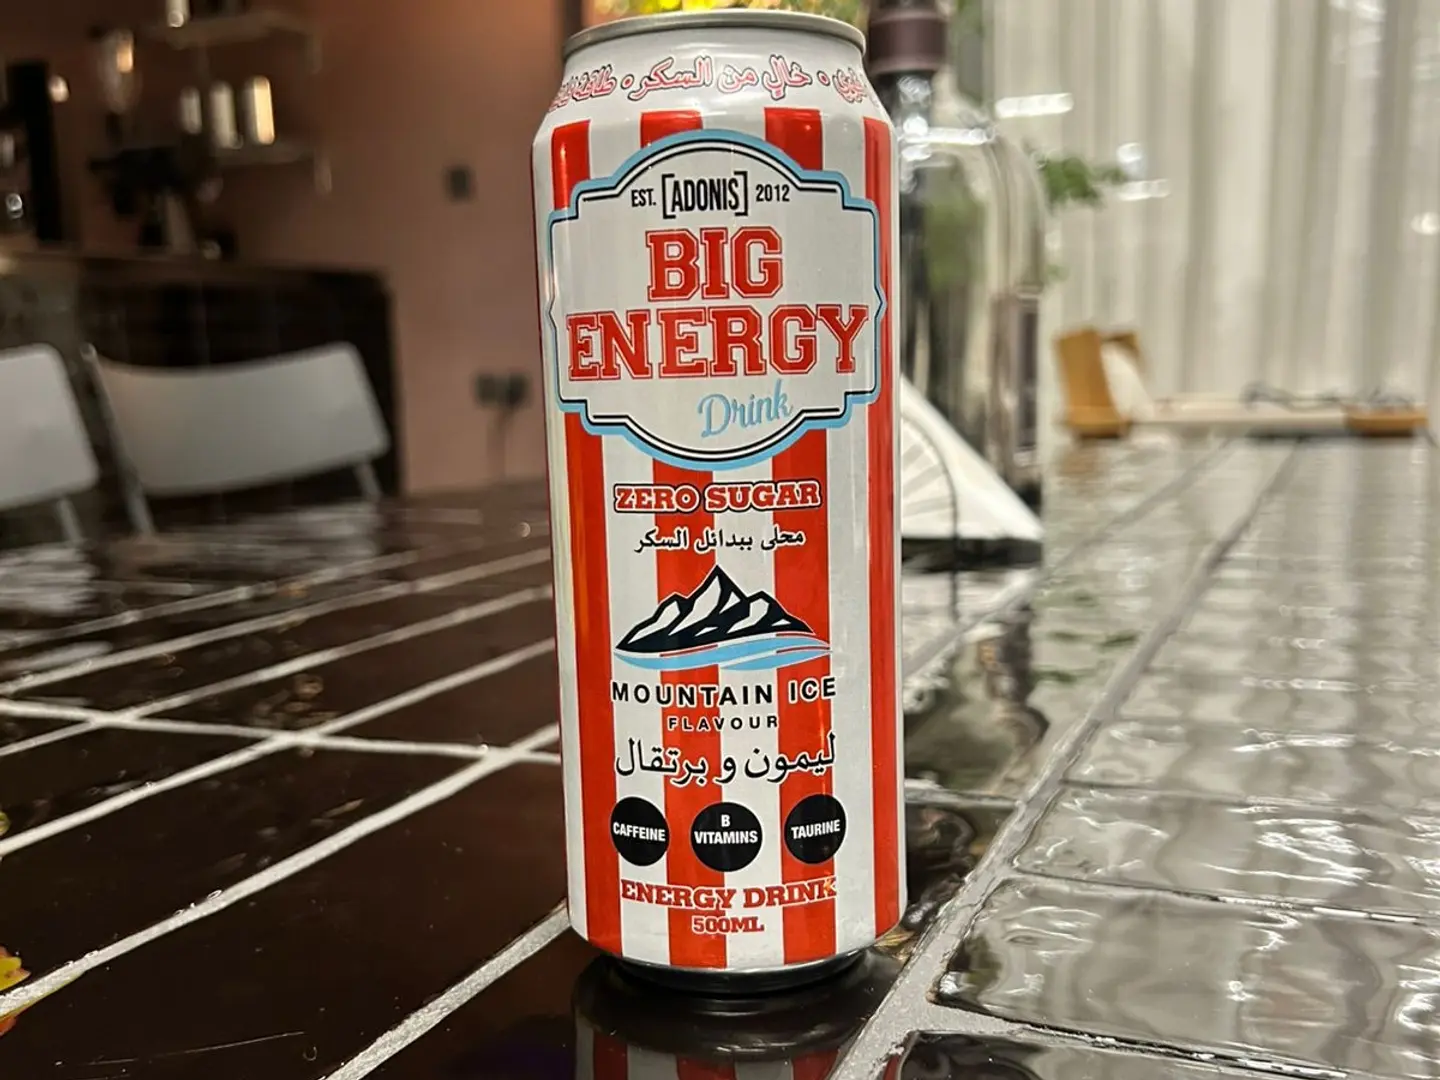 خالٍ من السكر • طاقة
EST. [ADONIS] 2012
BIG
ENERGY
Drink
ZERO SUGAR
محلى ببدائل السكر
MOUNTAIN ICE
FLAVOUR
ليمون و برتقال
CAFFEINE
B VITAMINS
TAURINE
ENERGY DRINK
500ML